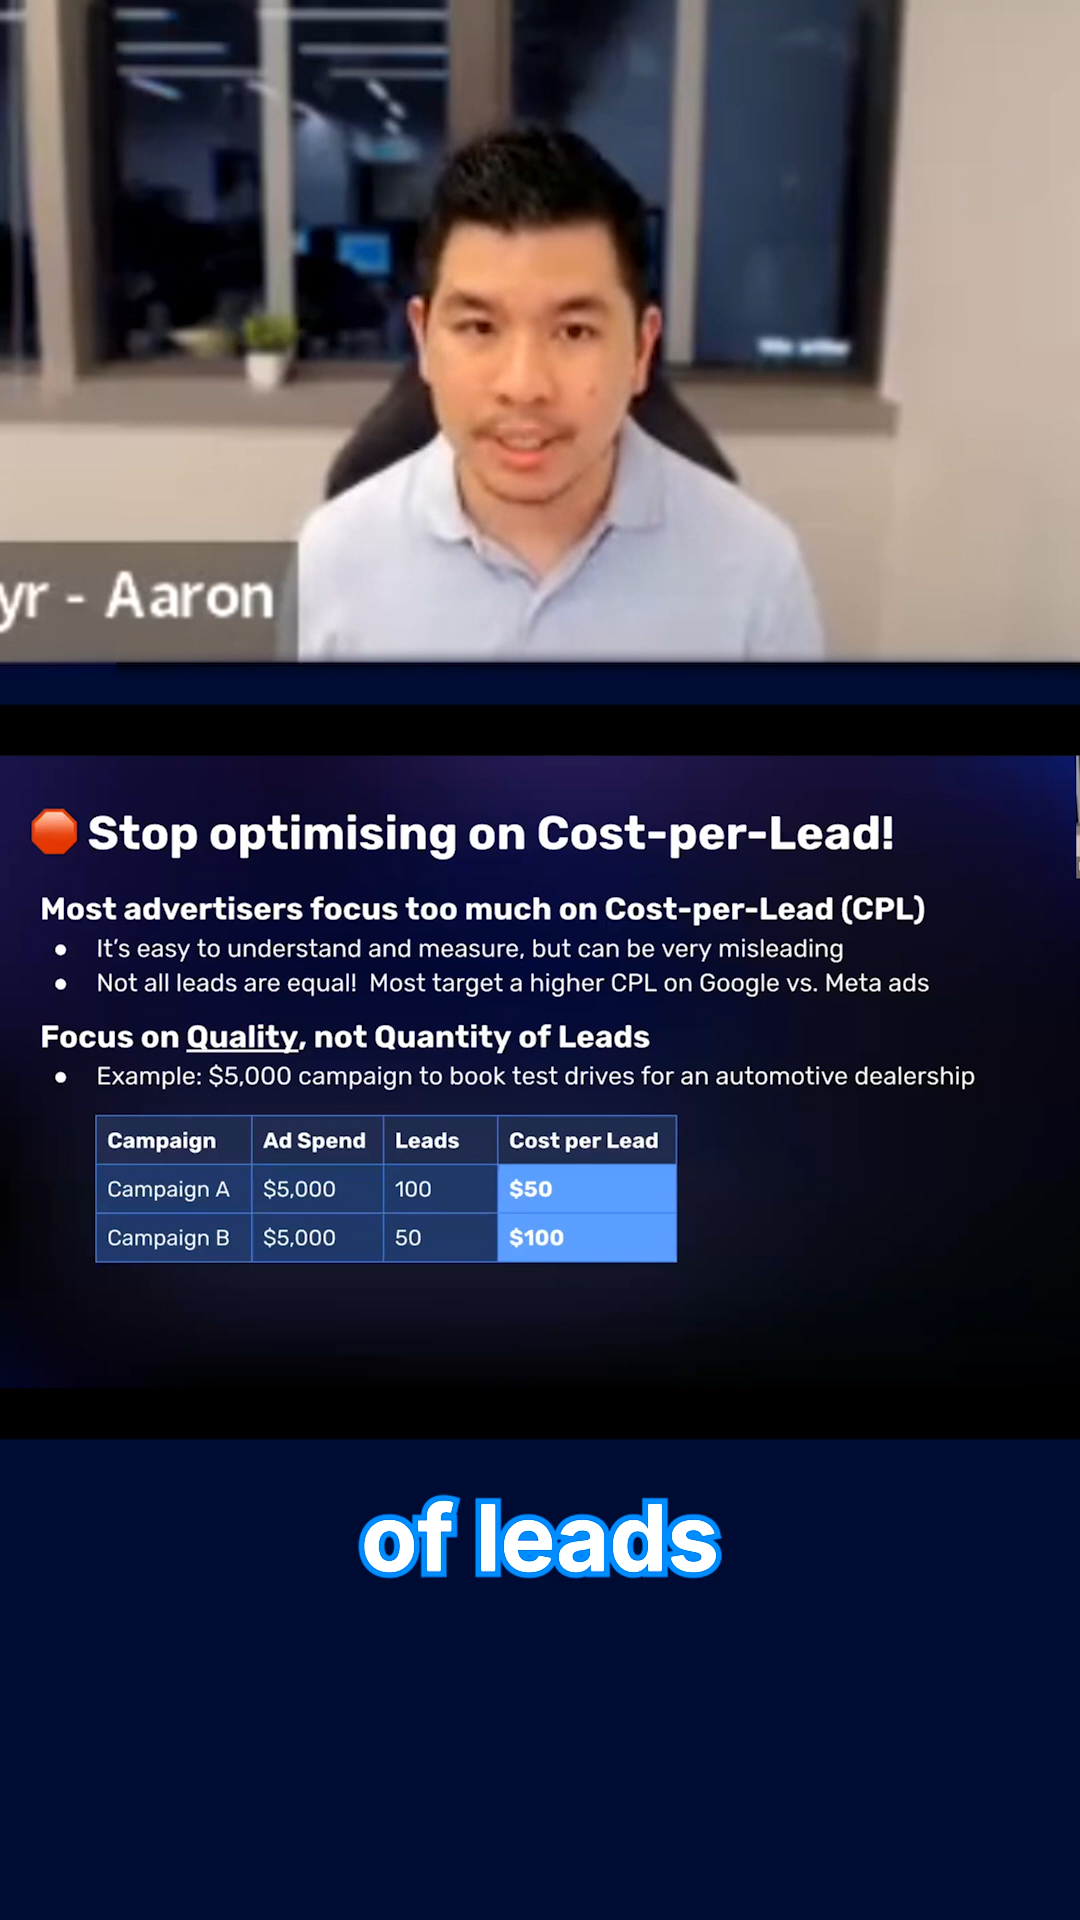 yr - Aaron
Stop optimising on Cost-per-Lead!
Most advertisers focus too much on Cost-per-Lead (CPL)
● It's easy to understand and measure, but can be very misleading
● Not all leads are equal! Most target a higher CPL on Google vs. Meta ads
Focus on Quality, not Quantity of Leads
● Example: $5,000 campaign to book test drives for an automotive dealership
Campaign Ad Spend Leads Cost per Lead
Campaign A $5,000 100 $50
Campaign B $5,000 50 $100
of leads